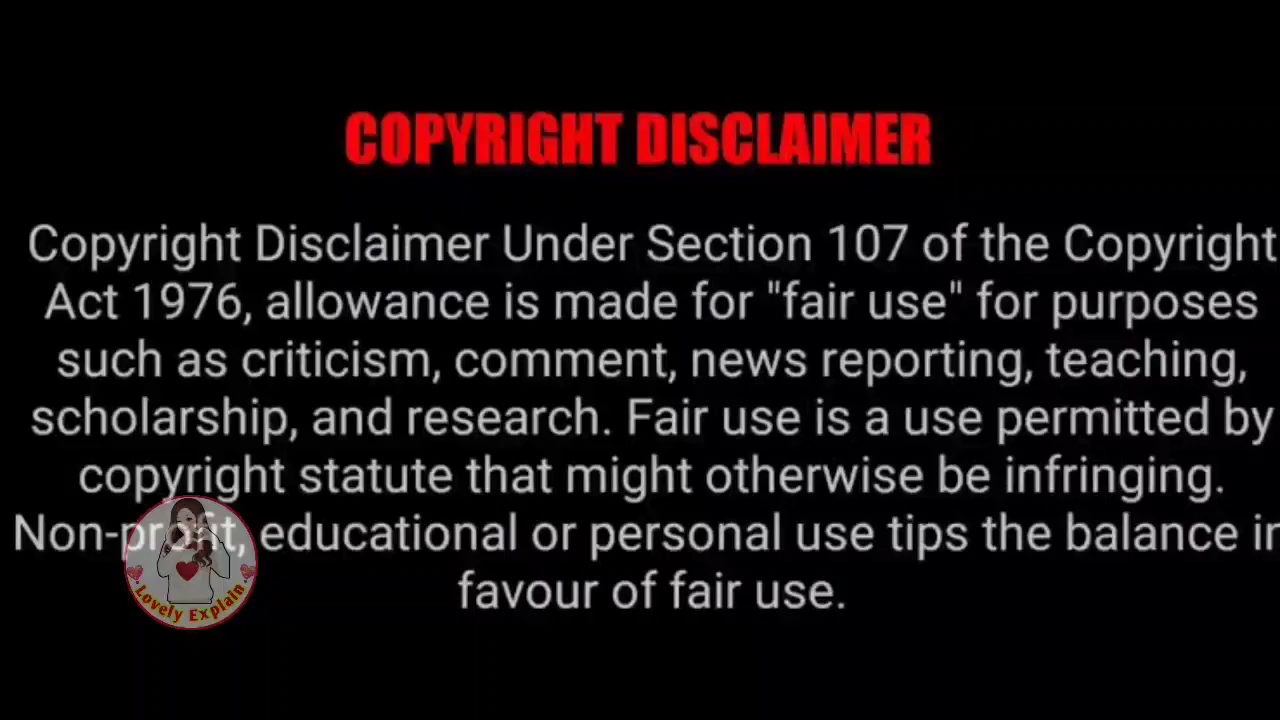 COPYRIGHT DISCLAIMER
Copyright Disclaimer Under Section 107 of the Copyright
Act 1976, allowance is made for "fair use" for purposes
such as criticism, comment, news reporting, teaching,
scholarship, and research. Fair use is a use permitted by
copyright statute that might otherwise be infringing.
Non-profit, educational or personal use tips the balance in
favour of fair use.
Lovely Explain